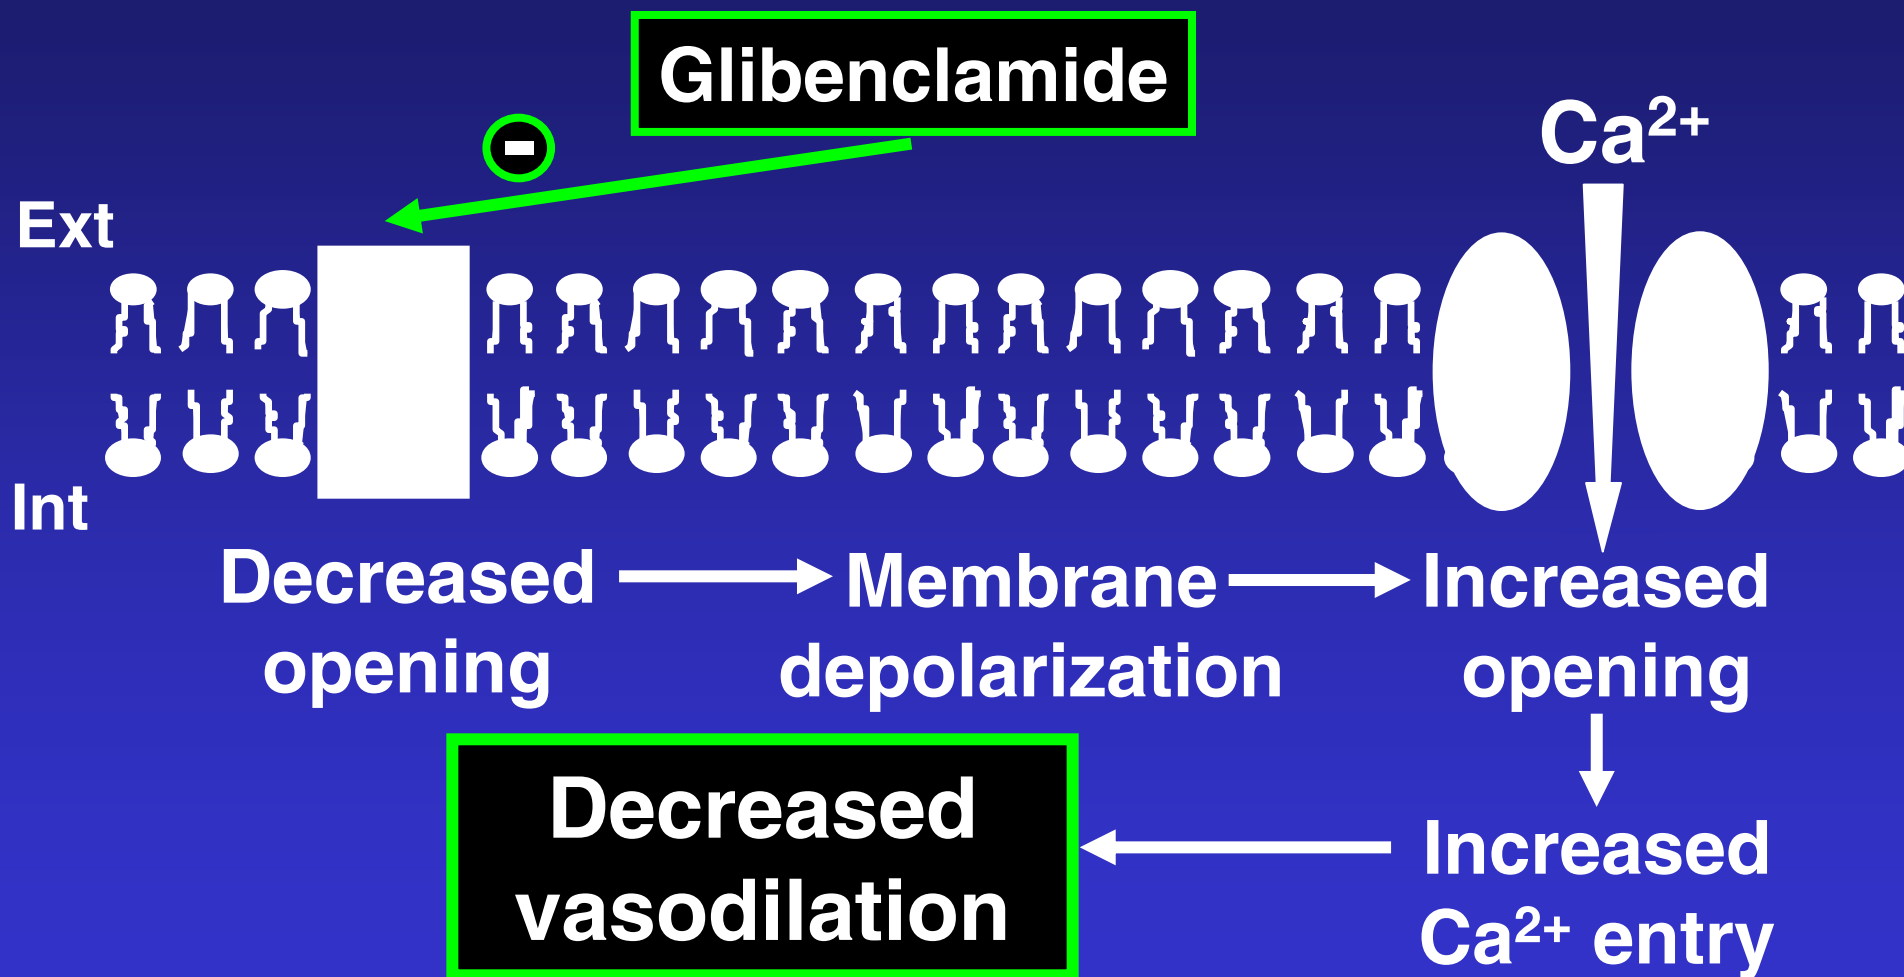 Glibenclamide
-
Ca²⁺
Ext
Int
Decreased
opening
Membrane
depolarization
Increased
opening
Increased
Ca²⁺ entry
Decreased
vasodilation